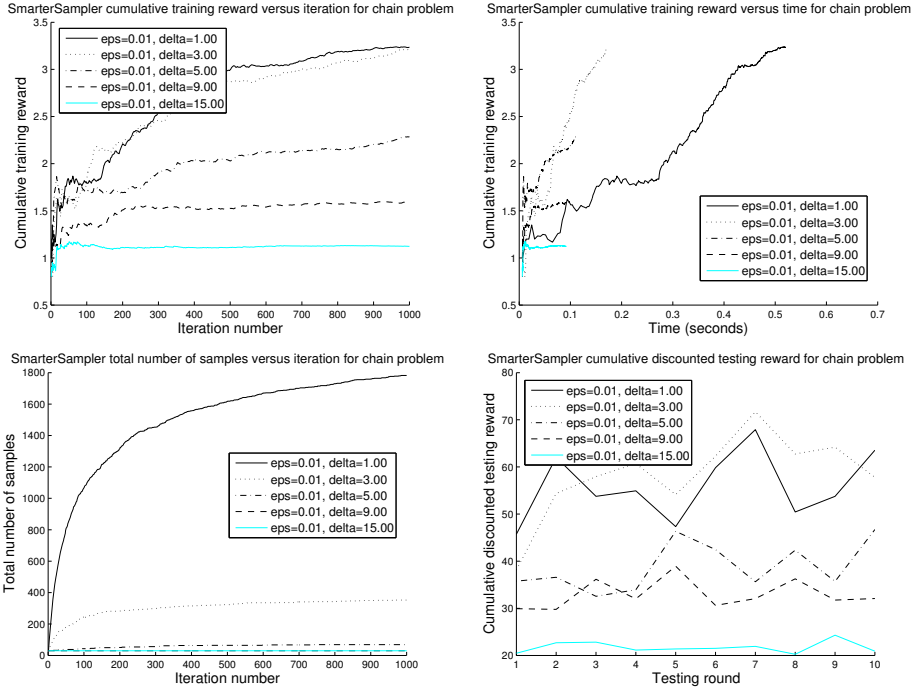 SmarterSampler cumulative training reward versus iteration for chain problem
3.5
3
2.5
2
1.5
1
0.5
Cumulative training reward
eps=0.01, delta=1.00
eps=0.01, delta=3.00
eps=0.01, delta=5.00
eps=0.01, delta=9.00
eps=0.01, delta=15.00
0 100 200 300 400 500 600 700 800 900 1000
Iteration number
SmarterSampler cumulative training reward versus time for chain problem
3.5
3
2.5
2
1.5
1
0.5
Cumulative training reward
eps=0.01, delta=1.00
eps=0.01, delta=3.00
eps=0.01, delta=5.00
eps=0.01, delta=9.00
eps=0.01, delta=15.00
0 0.1 0.2 0.3 0.4 0.5 0.6 0.7
Time (seconds)
SmarterSampler total number of samples versus iteration for chain problem
1800
1600
1400
1200
1000
800
600
400
200
0
Total number of samples
eps=0.01, delta=1.00
eps=0.01, delta=3.00
eps=0.01, delta=5.00
eps=0.01, delta=9.00
eps=0.01, delta=15.00
0 100 200 300 400 500 600 700 800 900 1000
Iteration number
SmarterSampler cumulative discounted testing reward for chain problem
80
70
60
50
40
30
20
Cumulative discounted testing reward
eps=0.01, delta=1.00
eps=0.01, delta=3.00
eps=0.01, delta=5.00
eps=0.01, delta=9.00
eps=0.01, delta=15.00
1 2 3 4 5 6 7 8 9 10
Testing round